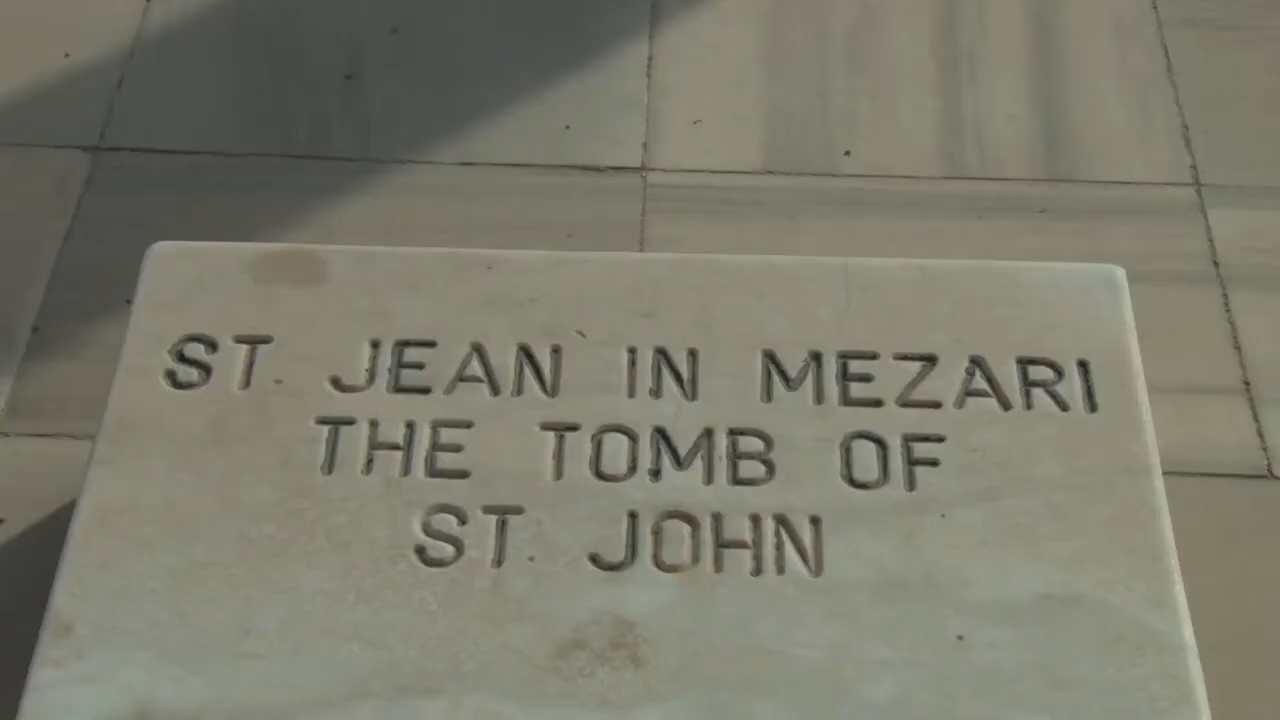 ST. JEAN IN MEZARI
THE TOMB OF
ST. JOHN